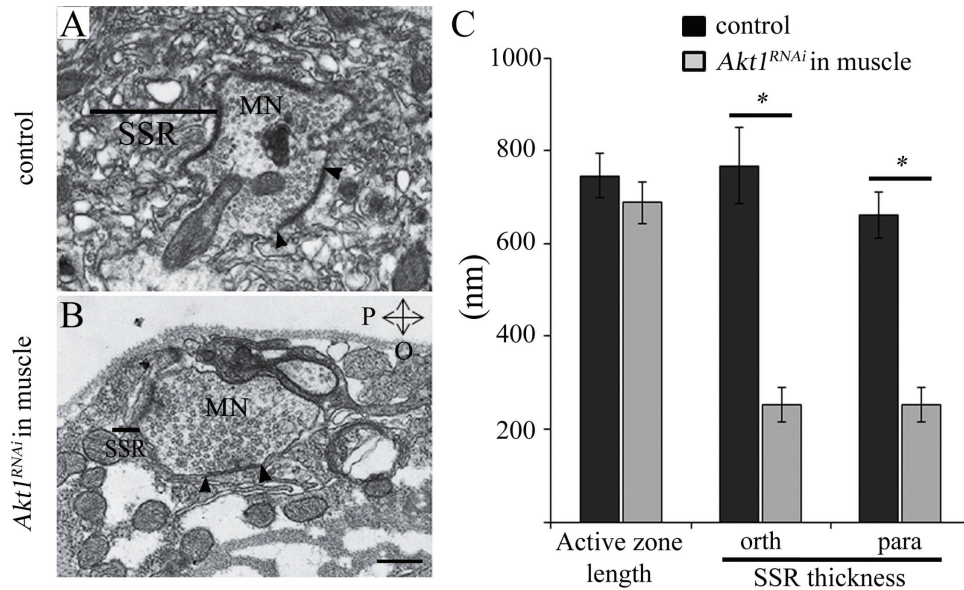 A
control
MN
SSR
B
Akt1RNAi in muscle
P
O
MN
SSR
C
control
Akt1RNAi in muscle
(nm)
1000
800
600
400
200
*
*
Active zone length
orth
para
SSR thickness